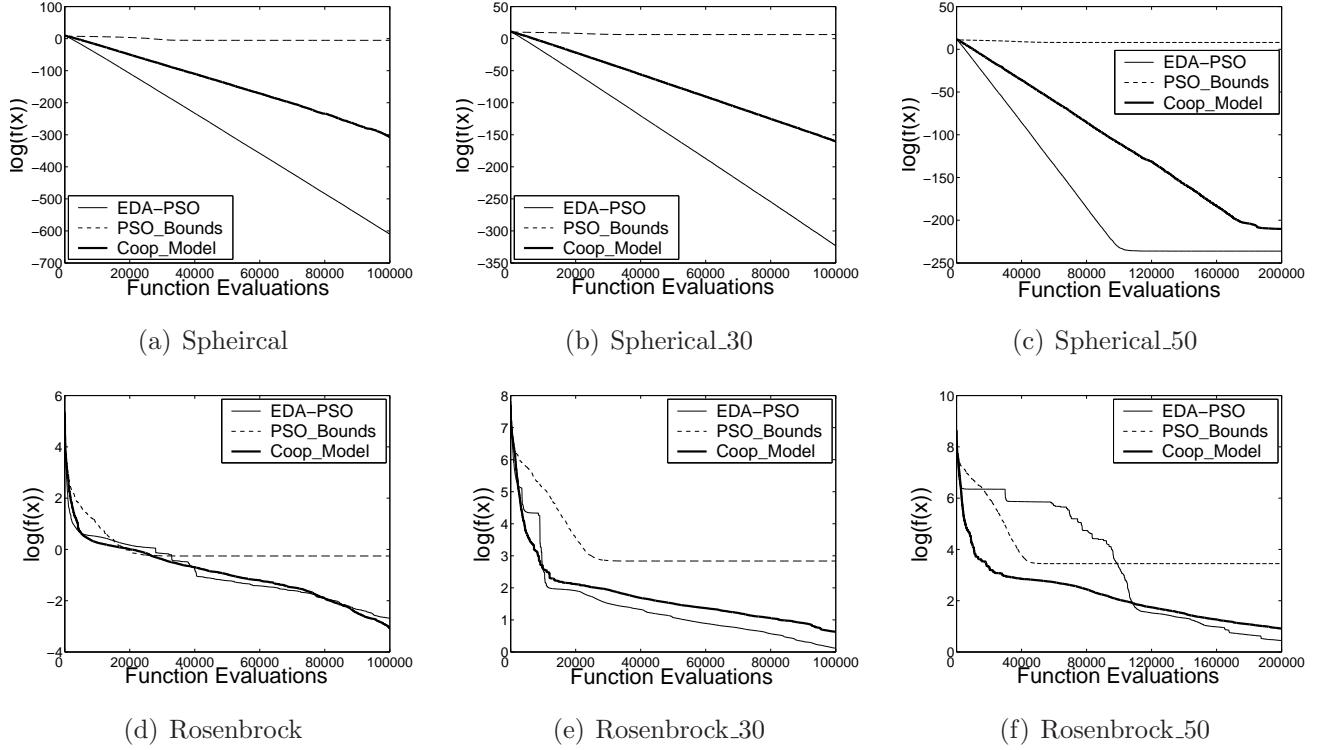 100
0
−100
−200
−300
−400
−500
−600
−700
log(f(x))
EDA−PSO
PSO_Bounds
Coop_Model
0 20000 40000 60000 80000 100000
Function Evaluations
(a) Spheircal
50
0
−50
−100
−150
−200
−250
−300
−350
log(f(x))
EDA−PSO
PSO_Bounds
Coop_Model
0 20000 40000 60000 80000 100000
Function Evaluations
(b) Spherical_30
50
0
−50
−100
−150
−200
−250
log(f(x))
EDA−PSO
PSO_Bounds
Coop_Model
0 40000 80000 120000 160000 200000
Function Evaluations
(c) Spherical_50
6
4
2
0
−2
−4
log(f(x))
EDA−PSO
PSO_Bounds
Coop_Model
0 20000 40000 60000 80000 100000
Function Evaluations
(d) Rosenbrock
8
7
6
5
4
3
2
1
0
log(f(x))
EDA−PSO
PSO_Bounds
Coop_Model
0 20000 40000 60000 80000 100000
Function Evaluations
(e) Rosenbrock_30
10
8
6
4
2
0
log(f(x))
EDA−PSO
PSO_Bounds
Coop_Model
0 40000 80000 120000 160000 200000
Function Evaluations
(f) Rosenbrock_50